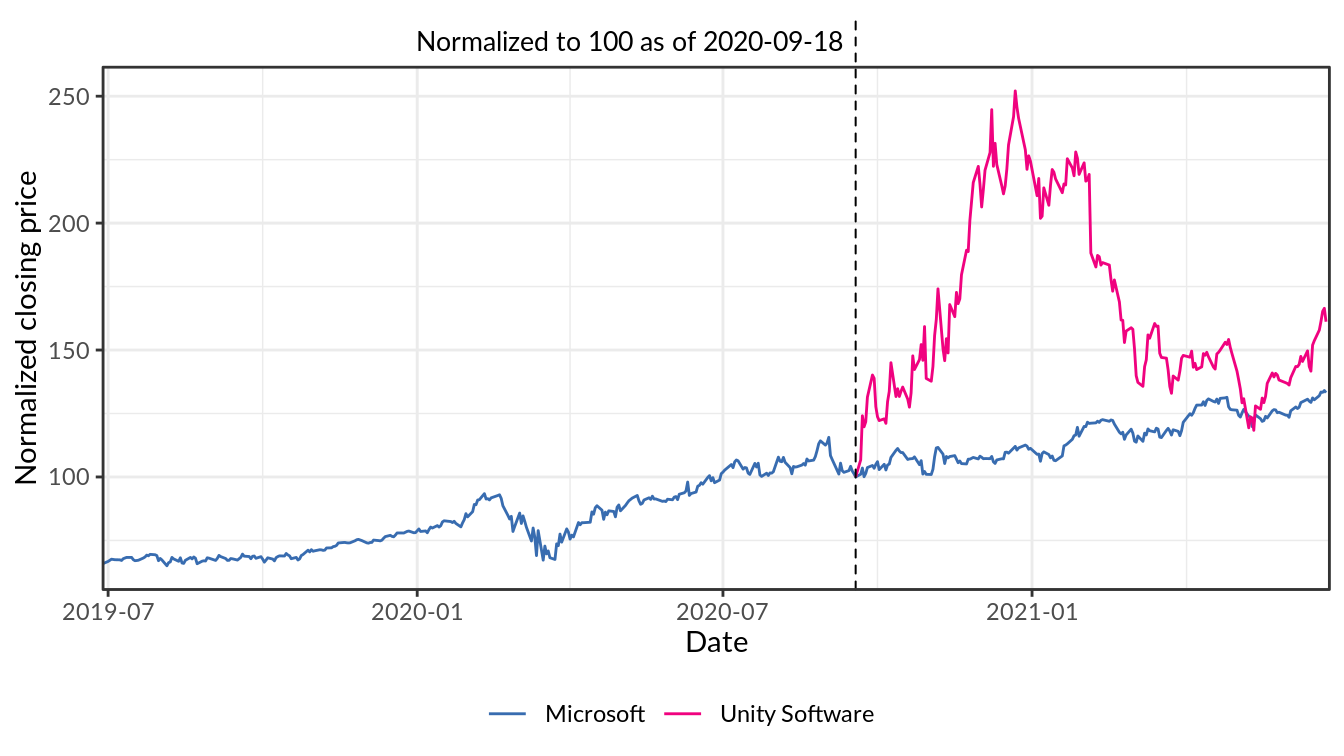 Normalized to 100 as of 2020-09-18
Normalized closing price
250
200
150
100
2019-07 2020-01 2020-07 2021-01
Date
Microsoft Unity Software